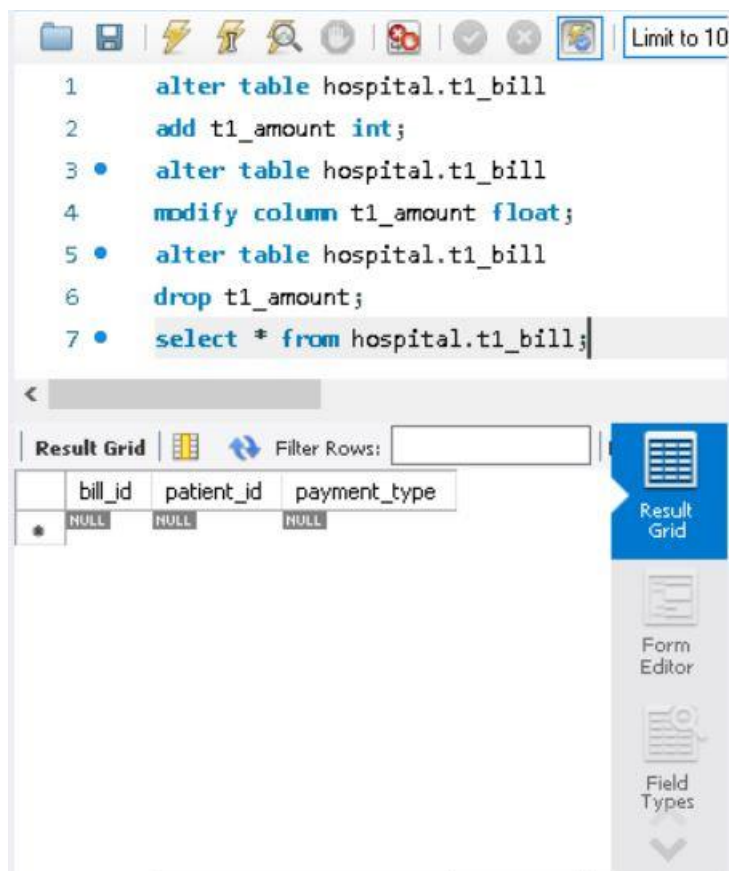 Limit to 10
1 alter table hospital.t1_bill
2 add t1_amount int;
3 alter table hospital.t1_bill
4 modify column t1_amount float;
5 alter table hospital.t1_bill
6 drop t1_amount;
7 select * from hospital.t1_bill;
Result Grid Filter Rows:
bill_id patient_id payment_type
NULL NULL NULL
Result
Grid
Form
Editor
Field
Types